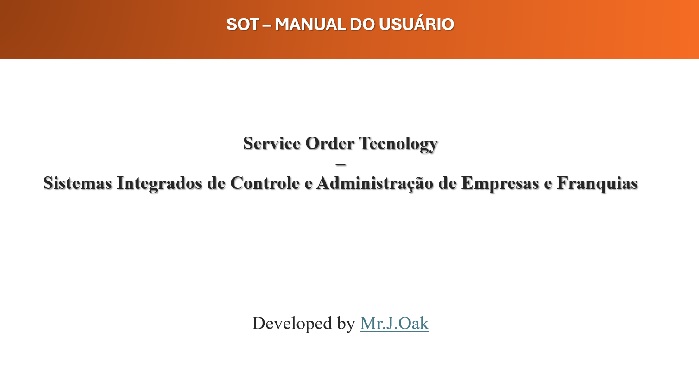 SOT – MANUAL DO USUÁRIO
Service Order Tecnology
–
Sistemas Integrados de Controle e Administração de Empresas e Franquias
Developed by Mr.J.Oak